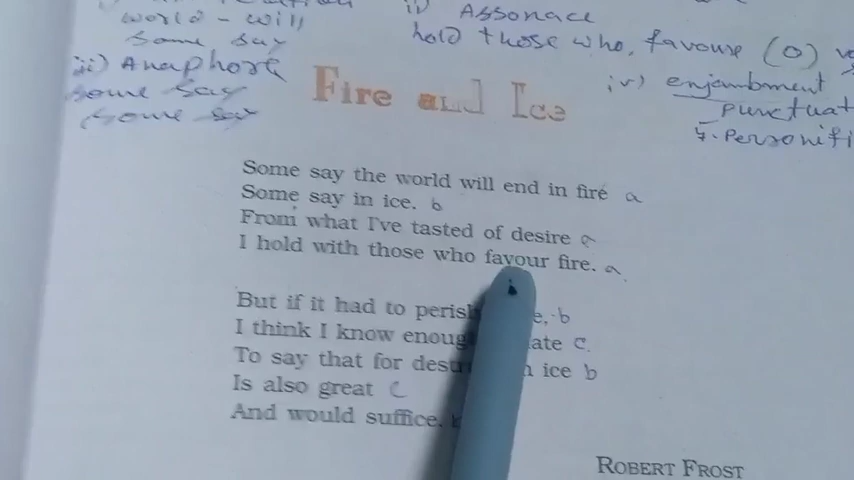 world - will
ii) Assonace
some say
hold those who, favoure (o)
iii) Anaphora
some say
some say
iv) enjambment
punctuat
Personifi
Fire and Ice
Some say the world will end in fire a
Some say in ice. b
From what I've tasted of desire a
I hold with those who favour fire. a
But if it had to perish e, b
I think I know enoug ate c.
To say that for dest n ice b
Is also great c
And would suffice.
ROBERT FROST